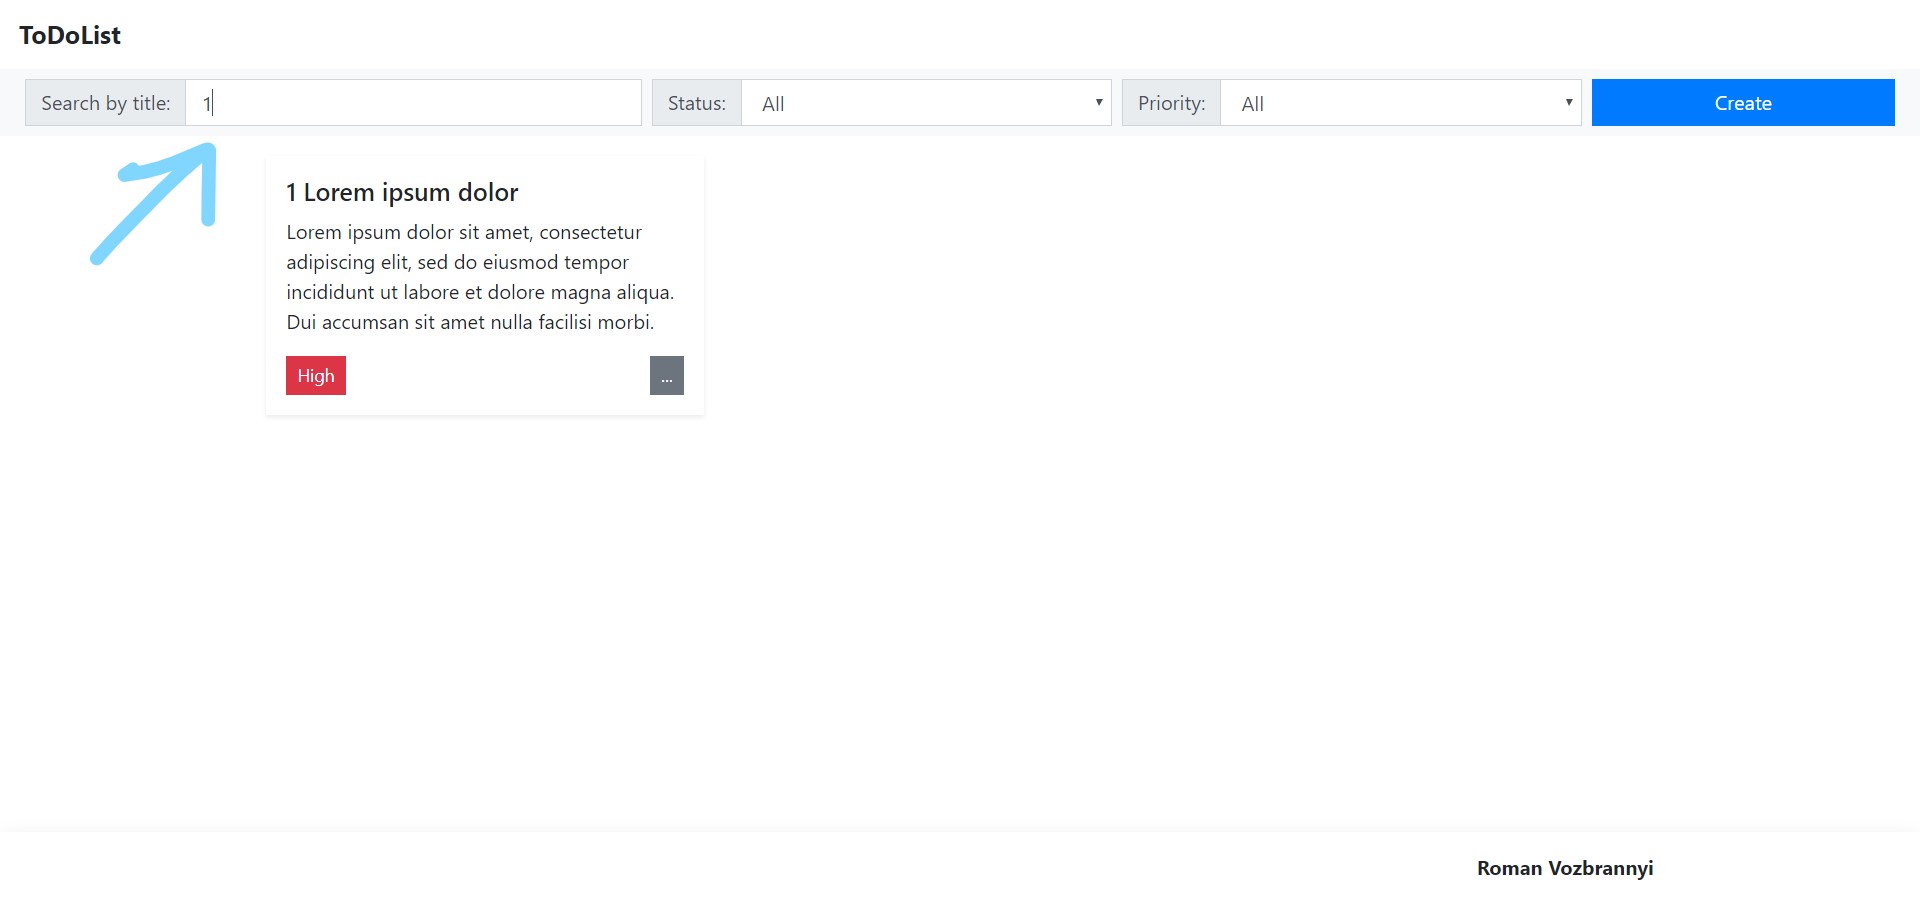 ToDoList
Search by title: 1 Status: All Priority: All Create
1 Lorem ipsum dolor
Lorem ipsum dolor sit amet, consectetur
adipiscing elit, sed do eiusmod tempor
incididunt ut labore et dolore magna aliqua.
Dui accumsan sit amet nulla facilisi morbi.
High ...
Roman Vozbrannyi